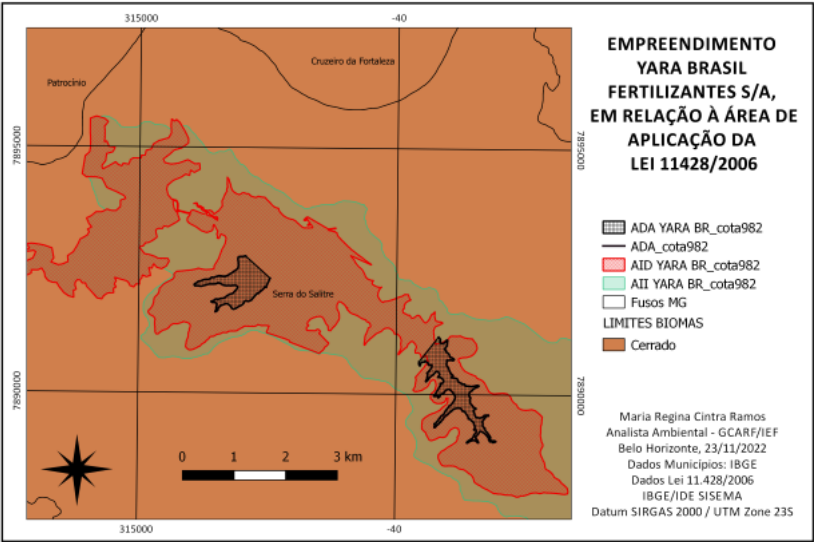 315000
-40
Cruzeiro da Fortaleza
Patrocínio
7895000
7895000
Serra do Salitre
7890000
7890000
0 1 2 3 km
315000
-40
EMPREENDIMENTO
YARA BRASIL
FERTILIZANTES S/A,
EM RELAÇÃO À ÁREA DE
APLICAÇÃO DA
LEI 11428/2006
ADA YARA BR_cota982
ADA_cota982
AID YARA BR_cota982
AII YARA BR_cota982
Fusos MG
LIMITES BIOMAS
Cerrado
Maria Regina Cintra Ramos
Analista Ambiental - GCARF/IEF
Belo Horizonte, 23/11/2022
Dados Municípios: IBGE
Dados Lei 11.428/2006
IBGE/IDE SISEMA
Datum SIRGAS 2000 / UTM Zone 23S